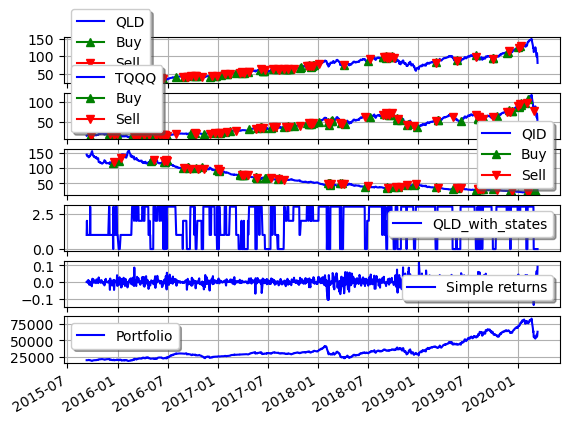 QLD
Buy
Sell
150
100
50
TQQQ
Buy
Sell
100
50
QID
Buy
Sell
150
100
50
QLD_with_states
2.5
0.0
Simple returns
0.1
0.0
−0.1
Portfolio
75000
50000
25000
2015-07
2016-01
2016-07
2017-01
2017-07
2018-01
2018-07
2019-01
2019-07
2020-01